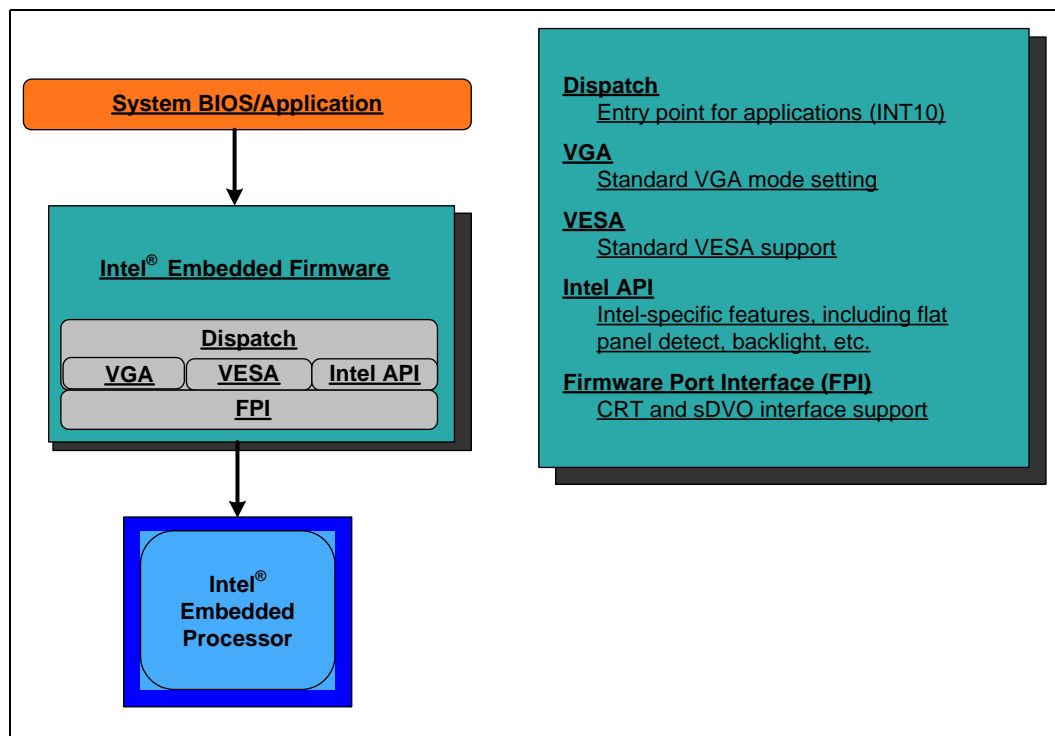 System BIOS/Application
Intel® Embedded Firmware
Dispatch
VGA
VESA
Intel API
FPI
Intel®
Embedded
Processor
Dispatch
Entry point for applications (INT10)
VGA
Standard VGA mode setting
VESA
Standard VESA support
Intel API
Intel-specific features, including flat
panel detect, backlight, etc.
Firmware Port Interface (FPI)
CRT and sDVO interface support